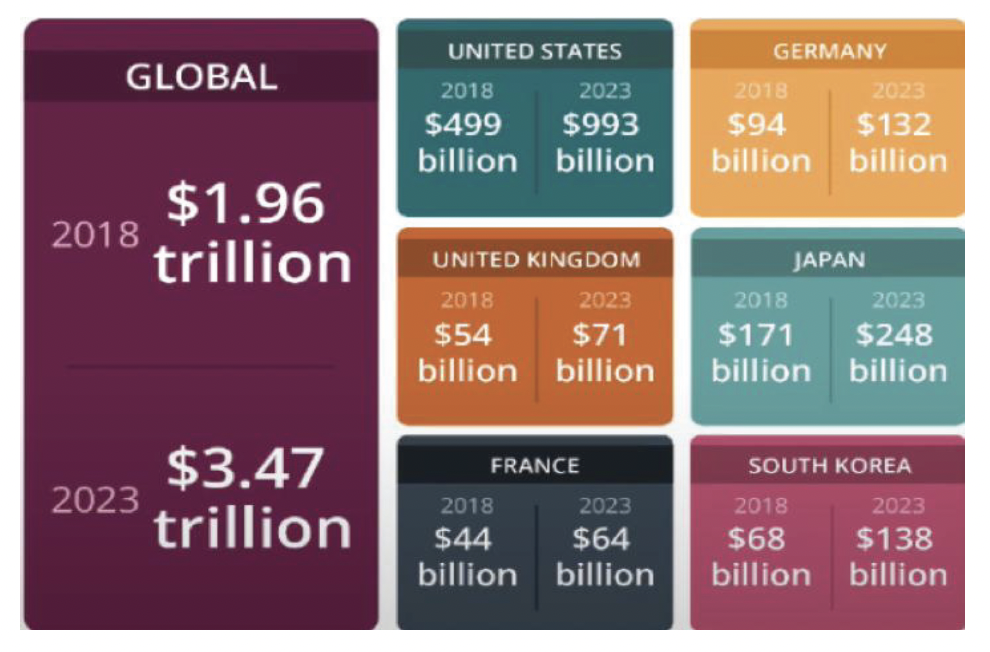 GLOBAL
2018
$1.96
trillion
2023
$3.47
trillion
UNITED STATES
2018 2023
$499 $993
billion billion
GERMANY
2018 2023
$94 $132
billion billion
UNITED KINGDOM
2018 2023
$54 $71
billion billion
JAPAN
2018 2023
$171 $248
billion billion
FRANCE
2018 2023
$44 $64
billion billion
SOUTH KOREA
2018 2023
$68 $138
billion billion